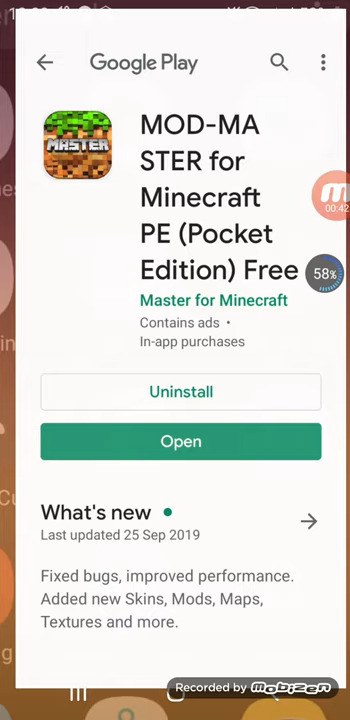 Google Play
MASTER
MOD-MA
STER for
Minecraft
PE (Pocket
Edition) Free
Master for Minecraft
Contains ads •
In-app purchases
00:42
58%
Uninstall
Open
What's new
Last updated 25 Sep 2019
Fixed bugs, improved performance.
Added new Skins, Mods, Maps,
Textures and more.
Recorded by mobizen